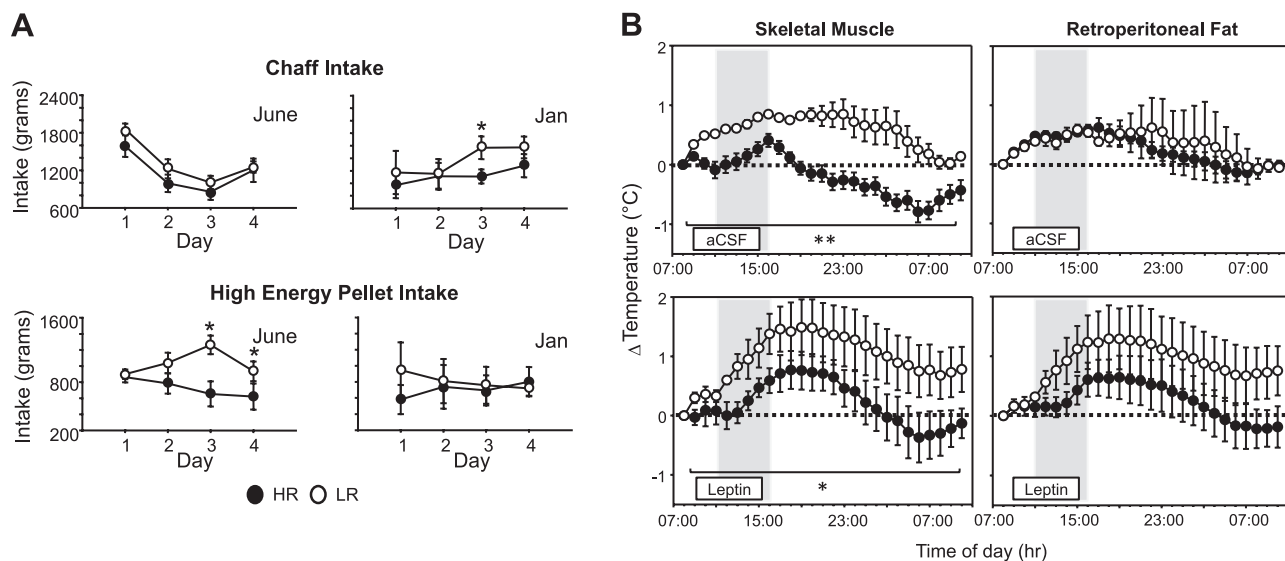 A
Chaff Intake
Intake (grams)
2400
1800
1200
600
June
1 2 3 4
Day
Jan
*
1 2 3 4
Day
High Energy Pellet Intake
Intake (grams)
1600
800
200
June
* *
1 2 3 4
Day
Jan
1 2 3 4
Day
HR LR
B
Skeletal Muscle
Retroperitoneal Fat
Δ Temperature (°C)
2
1
0
-1
aCSF
**
07:00 15:00 23:00 07:00
aCSF
07:00 15:00 23:00 07:00
2
1
0
-1
Leptin
*
07:00 15:00 23:00 07:00
Leptin
07:00 15:00 23:00 07:00
Time of day (hr)